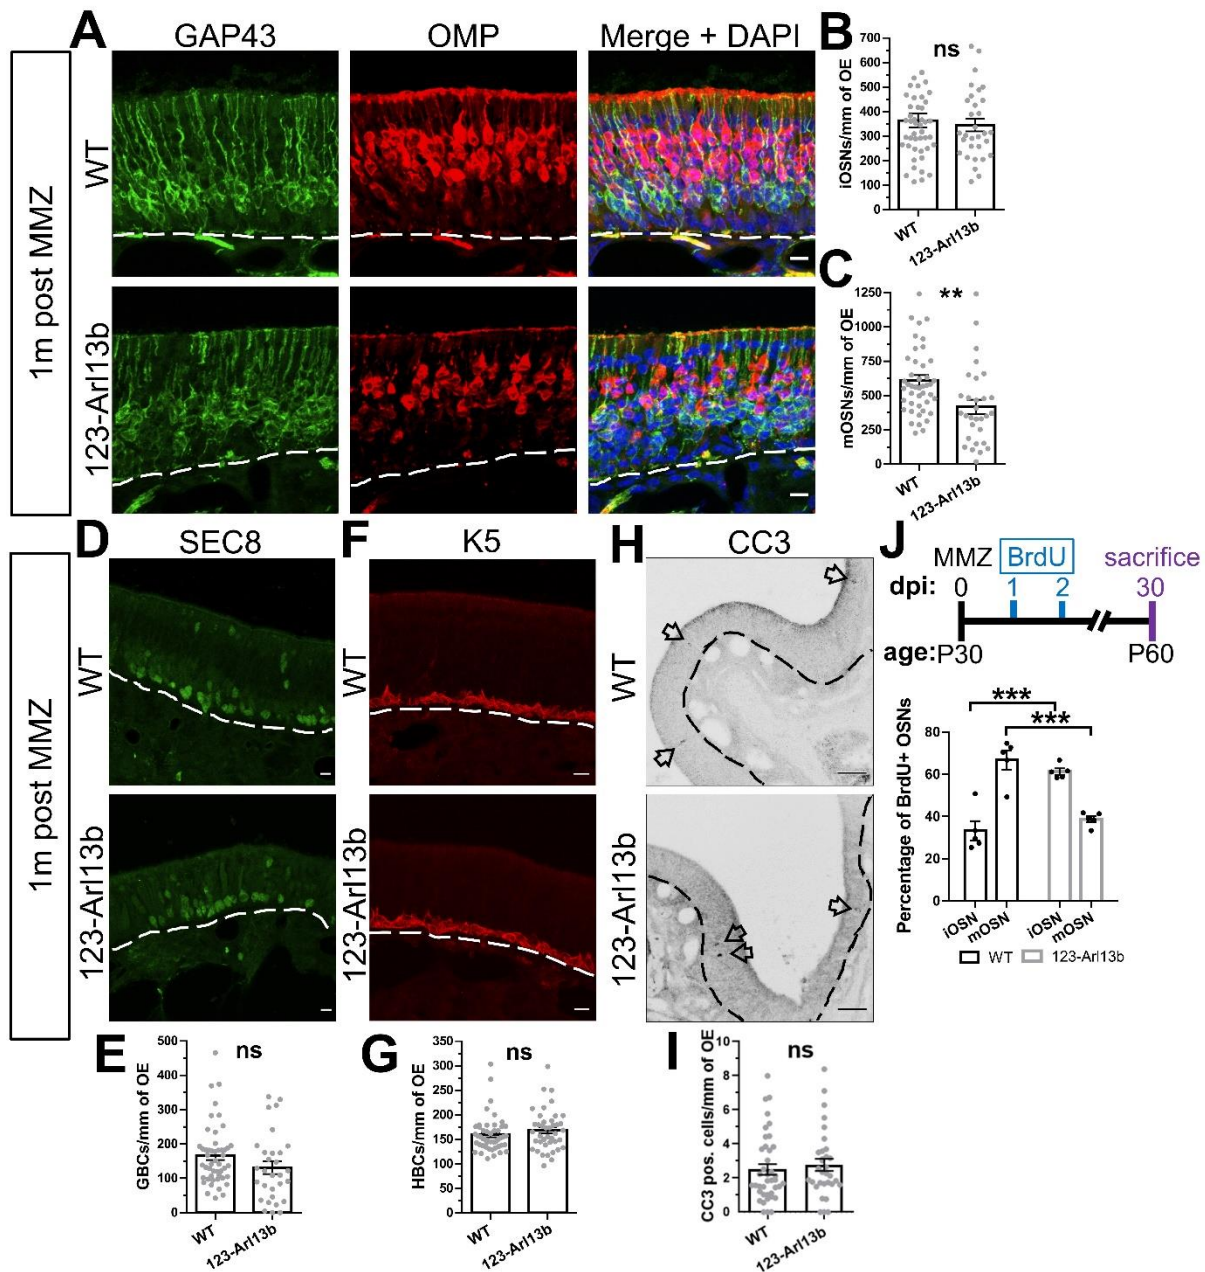 A
GAP43
OMP
Merge + DAPI
1m post MMZ
WT
123-Arl13b
B
ns
iOSNs/mm of OE
700
600
500
400
300
200
100
0
WT
123-Arl13b
C
**
mOSNs/mm of OE
1250
1000
750
500
250
0
WT
123-Arl13b
1m post MMZ
D
SEC8
WT
123-Arl13b
F
K5
WT
123-Arl13b
H
CC3
WT
123-Arl13b
J
MMZ BrdU sacrifice
dpi: 0 1 2 30
age:P30 P60
*** ***
Percentage of BrdU+ OSNs
80
60
40
20
0
iOSN mOSN iOSN mOSN
WT 123-Arl13b
E
ns
GBCs/mm of OE
500
400
300
200
100
0
WT
123-Arl13b
G
ns
HBCs/mm of OE
350
300
250
200
150
100
50
0
WT
123-Arl13b
I
ns
CC3 pos. cells/mm of OE
10
8
6
4
2
0
WT
123-Arl13b